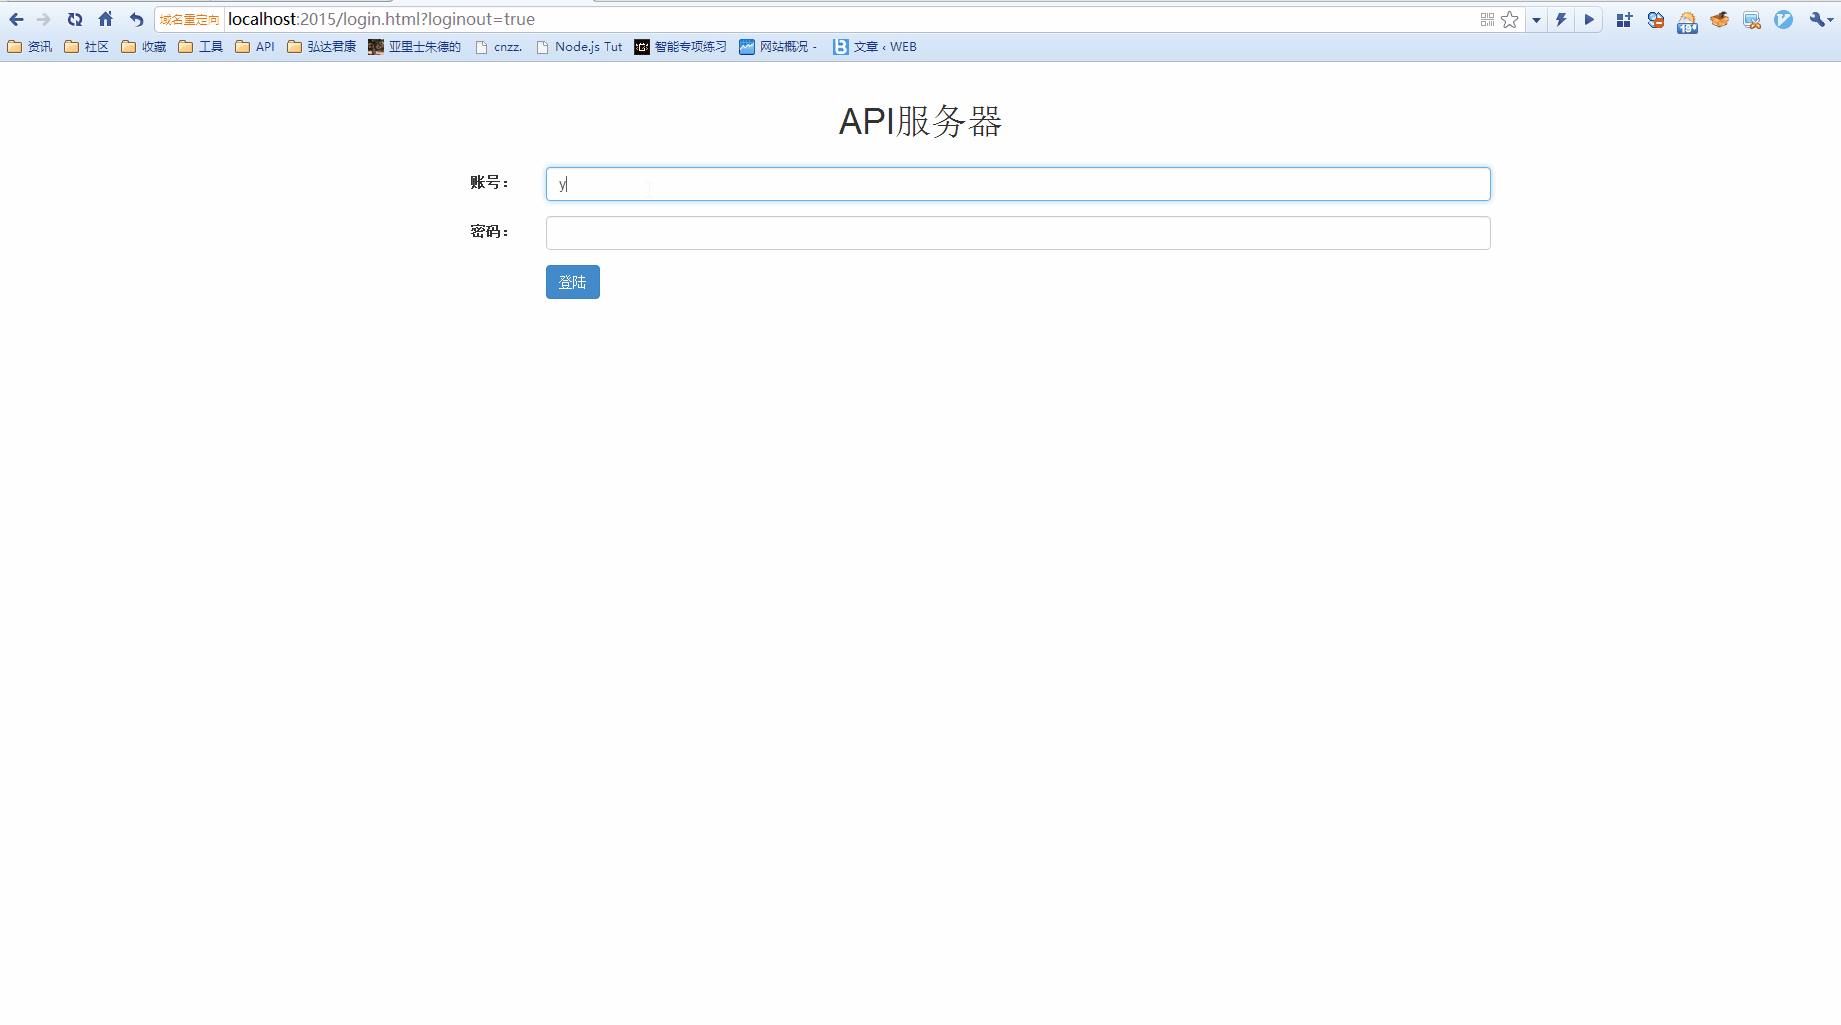 域名重定向 localhost:2015/login.html?loginout=true 19°
资讯 社区 收藏 工具 API 弘达君康 亚里士朱德的 cnzz. Node.js Tut 智能专项练习 网站概况 - 文章 ‹ WEB
API服务器
账号： y
密码：
登陆